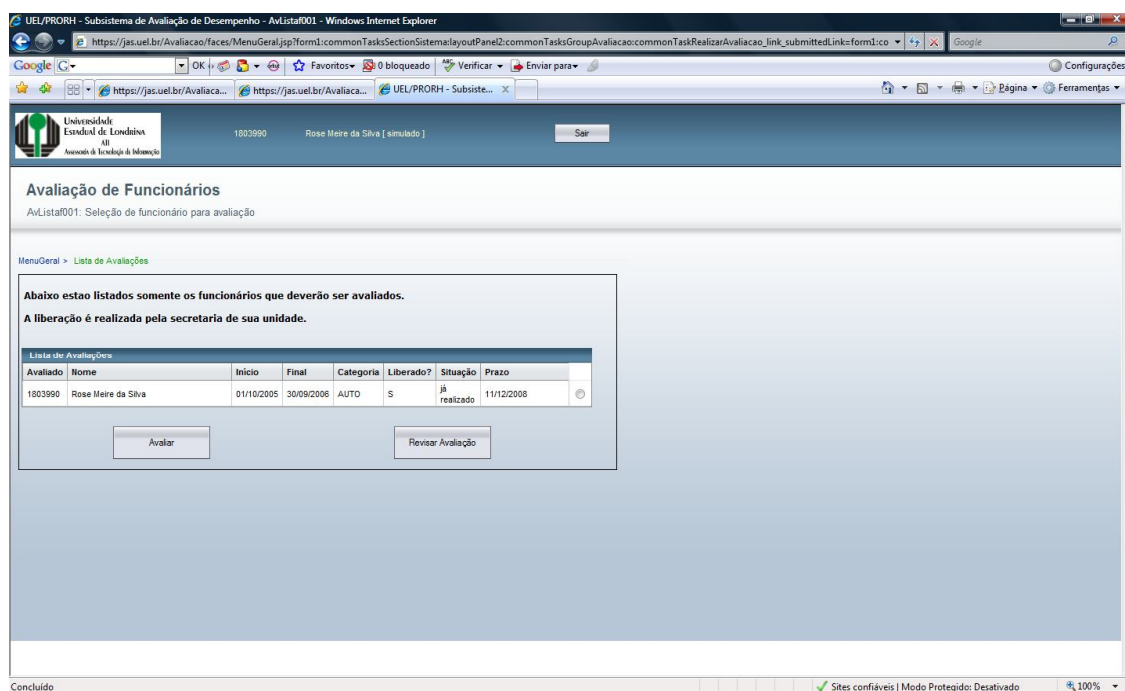 UEL/PRORH - Subsistema de Avaliação de Desempenho - AvListaf001 - Windows Internet Explorer
https://jas.uel.br/Avaliacao/faces/MenuGeral.jsp?form1:commonTasksSectionSistema:layoutPanel2:commonTasksGroupAvaliacao:commonTaskRealizarAvaliacao_link_submittedLink=form1:co Google
Google G OK Favoritos 0 bloqueado Verificar Enviar para Configurações
https://jas.uel.br/Avaliaca... https://jas.uel.br/Avaliaca... UEL/PRORH - Subsiste... X Página Ferramentas
Universidade
Estadual de Londrina
ATI
Assessoria de Tecnologia de Informação
1803990 Rose Meire da Silva [ simulado ] Sair
Avaliação de Funcionários
AvListaf001: Seleção de funcionário para avaliação
MenuGeral > Lista de Avaliações
Abaixo estao listados somente os funcionários que deverão ser avaliados.
A liberação é realizada pela secretaria de sua unidade.
Lista de Avaliações
Avaliado Nome Inicio Final Categoria Liberado? Situação Prazo
1803990 Rose Meire da Silva 01/10/2005 30/09/2006 AUTO S já realizado 11/12/2008
Avaliar Revisar Avaliação
Concluído Sites confiáveis | Modo Protegido: Desativado 100%